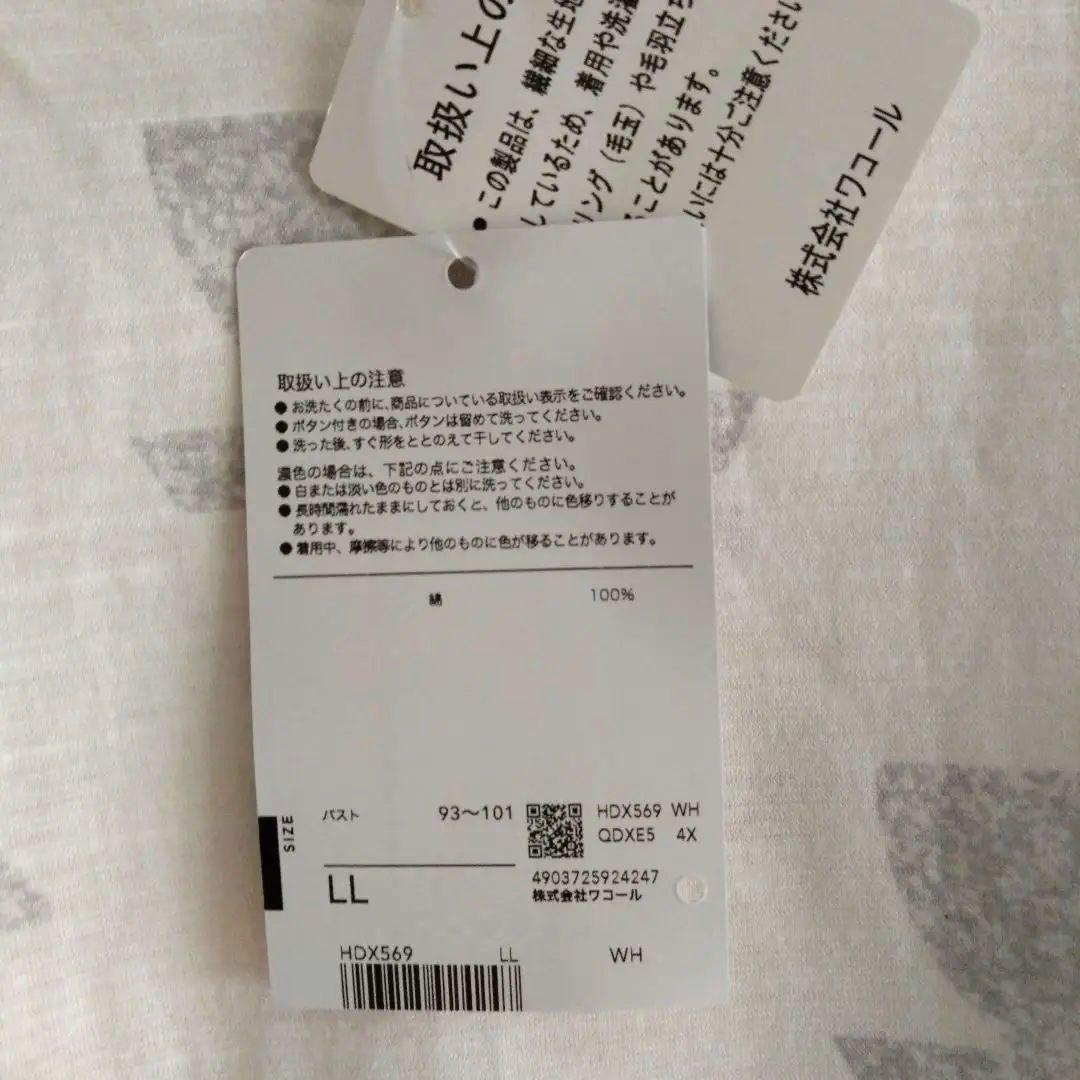 取扱い上の
●この製品は、繊細な生地
しているため、着用や洗濯
リング（毛玉）や毛羽立ち
ことがあります。
いには十分ご注意ください
株式会社ワコール
取扱い上の注意
●お洗たくの前に、商品についている取扱い表示をご確認ください。
●ボタン付きの場合、ボタンは留めて洗ってください。
●洗った後、すぐ形をととのえて干してください。
濃色の場合は、下記の点にご注意ください。
●白または淡い色のものとは別に洗ってください。
●長時間濡れたままにしておくと、他のものに色移りすることが
あります。
●着用中、摩擦等により他のものに色が移ることがあります。
綿 100%
SIZE
バスト 93〜101
LL
HDX569 WH
QDXE5 4X
4903725924247
株式会社ワコール
HDX569 LL WH